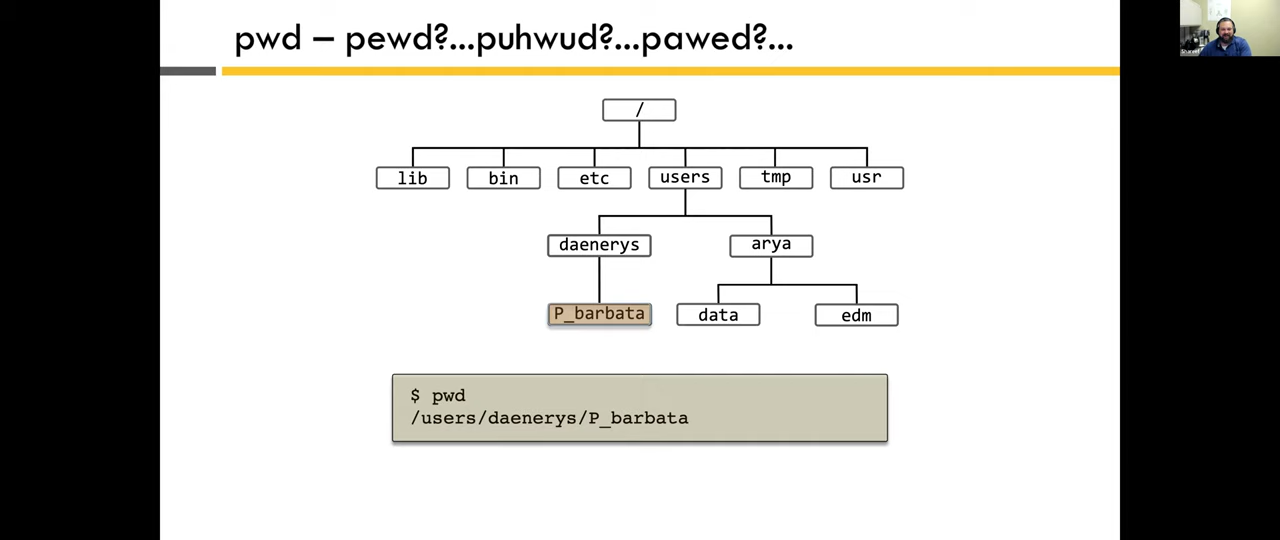 pwd – pewd?...puhwud?...pawed?...
/
lib bin etc users tmp usr
daenerys arya
P_barbata data edm
$ pwd
/users/daenerys/P_barbata